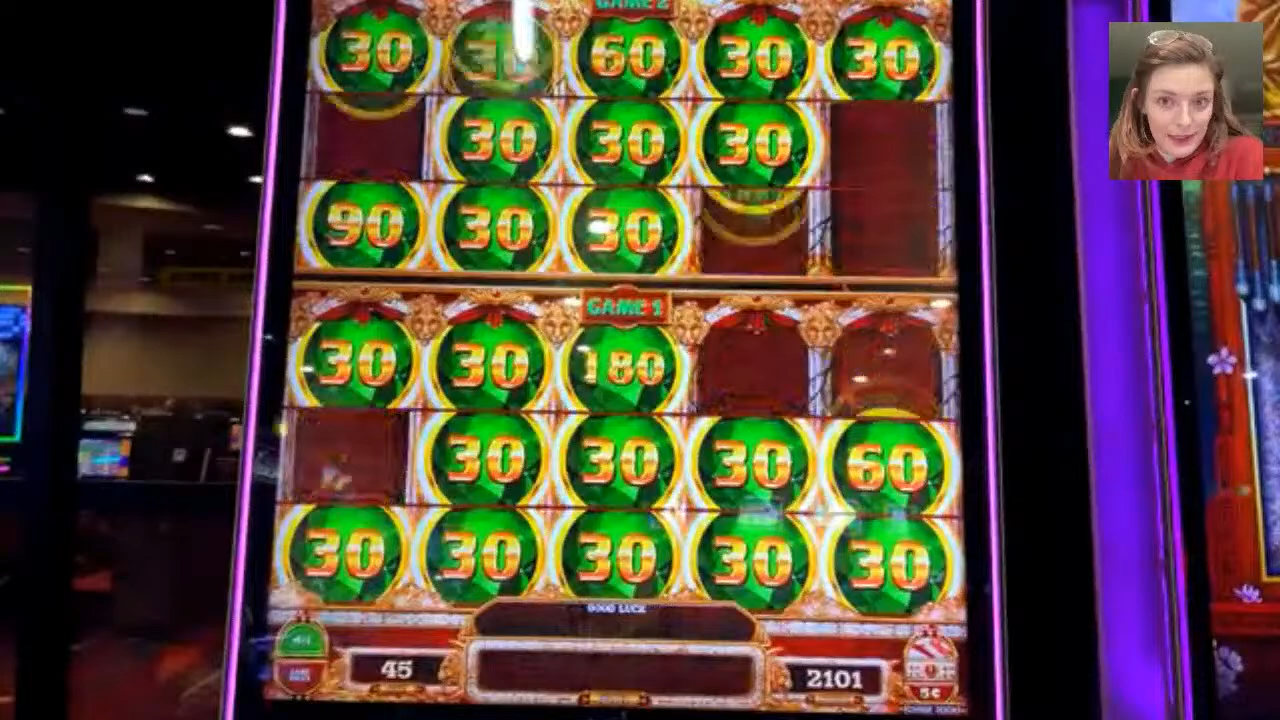 GAME 2
30 30 60 30 30
30 30 30
90 30 30
GAME 1
30 30 180
30 30 30 60
30 30 30 30 30
GOOD LUCK
45
2101
5¢